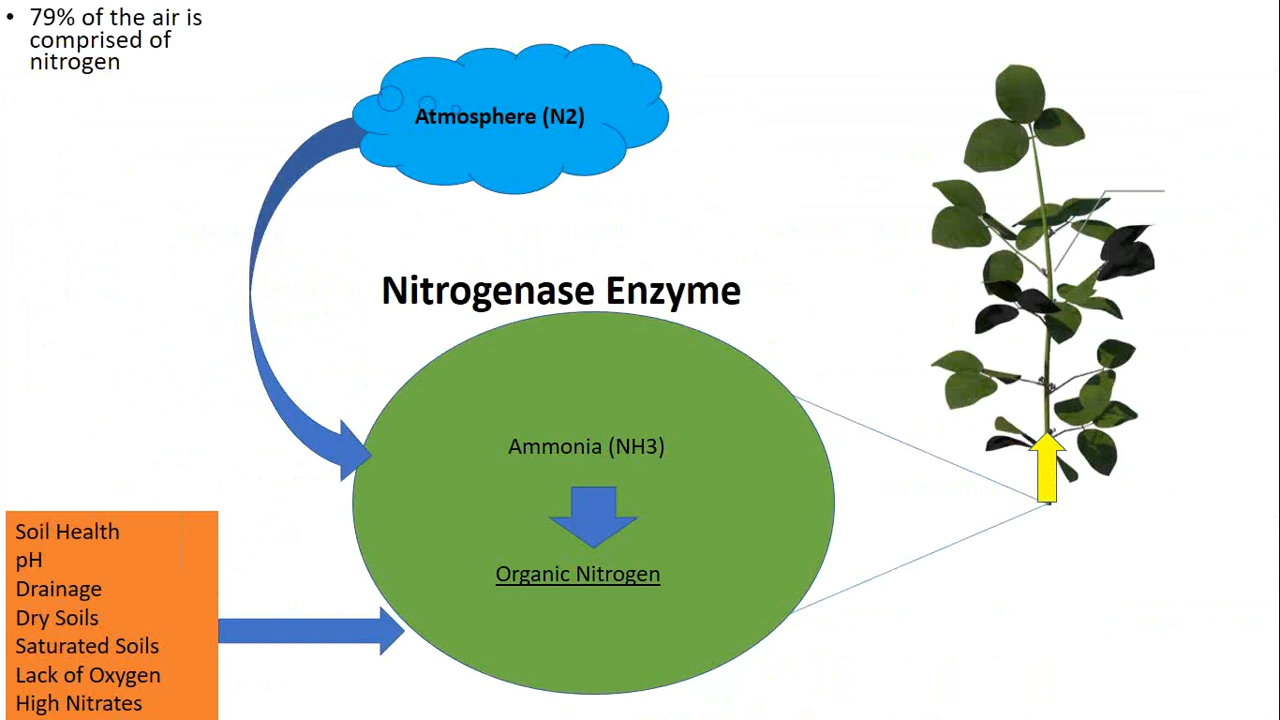 • 79% of the air is
comprised of
nitrogen
Atmosphere (N2)
Nitrogenase Enzyme
Ammonia (NH3)
Organic Nitrogen
Soil Health
pH
Drainage
Dry Soils
Saturated Soils
Lack of Oxygen
High Nitrates